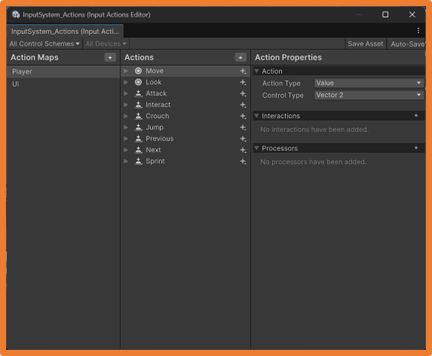 InputSystem_Actions (Input Actions Editor)
InputSystem_Actions (Input Acti...
All Control Schemes All Devices
Save Asset Auto-Save
Action Maps +
Player
UI
Actions +
Move
Look
Attack
Interact
Crouch
Jump
Previous
Next
Sprint
Action Properties
Action
Action Type Value
Control Type Vector 2
Interactions +
No interactions have been added.
Processors +
No processors have been added.